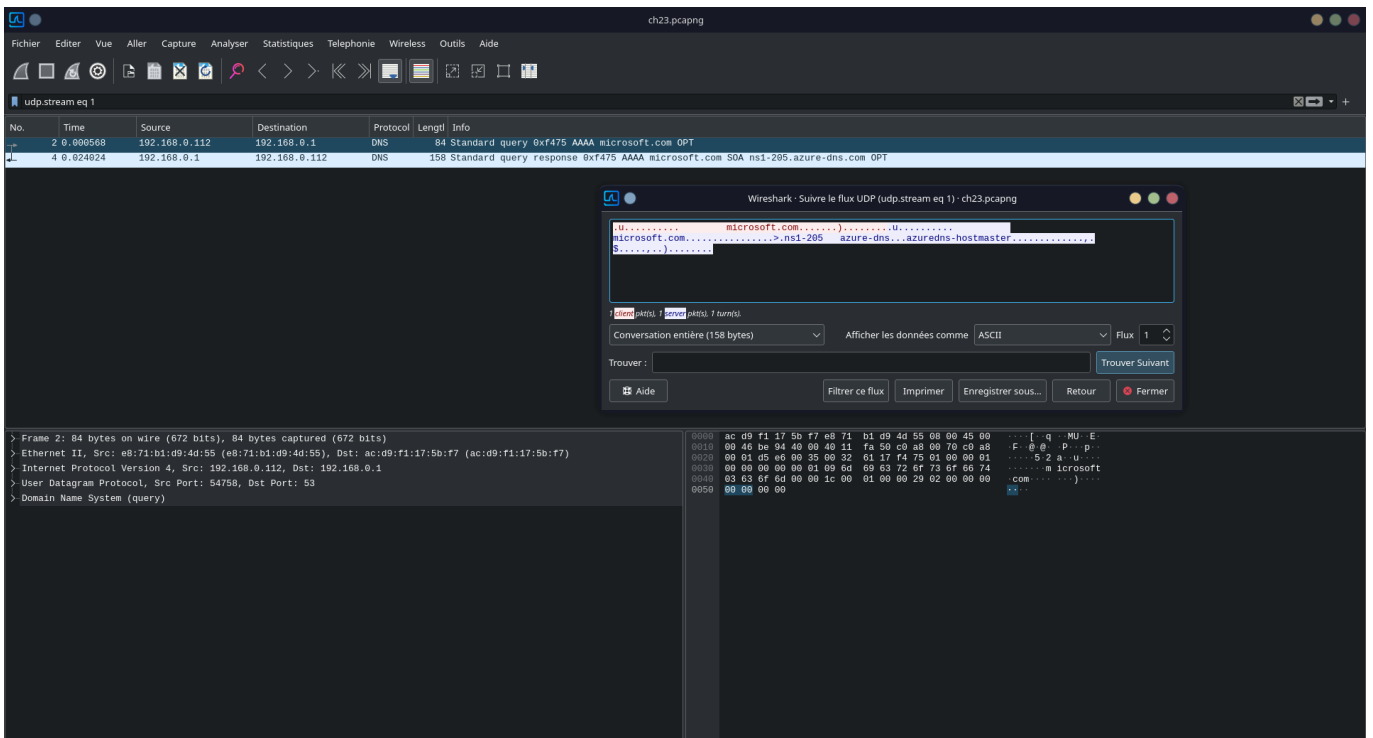 ch23.pcapng
Fichier Editer Vue Aller Capture Analyser Statistiques Telephonie Wireless Outils Aide
udp.stream eq 1
No. Time Source Destination Protocol Lengtl Info
2 0.000568 192.168.0.112 192.168.0.1 DNS 84 Standard query 0xf475 AAAA microsoft.com OPT
4 0.024024 192.168.0.1 192.168.0.112 DNS 158 Standard query response 0xf475 AAAA microsoft.com SOA ns1-205.azure-dns.com OPT
Wireshark · Suivre le flux UDP (udp.stream eq 1) · ch23.pcapng
.u.......... microsoft.com.......).........u..........
microsoft.com................>.ns1-205 azure-dns...azuredns-hostmaster.............,.
$.....,..)........
1 client pkt(s), 1 server pkt(s), 1 turn(s).
Conversation entière (158 bytes) Afficher les données comme ASCII Flux 1
Trouver : Trouver Suivant
Aide Filtrer ce flux Imprimer Enregistrer sous... Retour Fermer
Frame 2: 84 bytes on wire (672 bits), 84 bytes captured (672 bits)
Ethernet II, Src: e8:71:b1:d9:4d:55 (e8:71:b1:d9:4d:55), Dst: ac:d9:f1:17:5b:f7 (ac:d9:f1:17:5b:f7)
Internet Protocol Version 4, Src: 192.168.0.112, Dst: 192.168.0.1
User Datagram Protocol, Src Port: 54758, Dst Port: 53
Domain Name System (query)
0000 ac d9 f1 17 5b f7 e8 71 b1 d9 4d 55 08 00 45 00 ····[··q ··MU··E·
0010 00 46 be 94 40 00 40 11 fa 50 c0 a8 00 70 c0 a8 ·F··@·@· ·P···p··
0020 00 01 d5 e6 00 35 00 32 61 17 f4 75 01 00 00 01 ·····5·2 a··u····
0030 00 00 00 00 00 01 09 6d 69 63 72 6f 73 6f 66 74 ·······m icrosoft
0040 03 63 6f 6d 00 00 1c 00 01 00 00 29 02 00 00 00 ·com···· ···)····
0050 00 00 00 00 ····